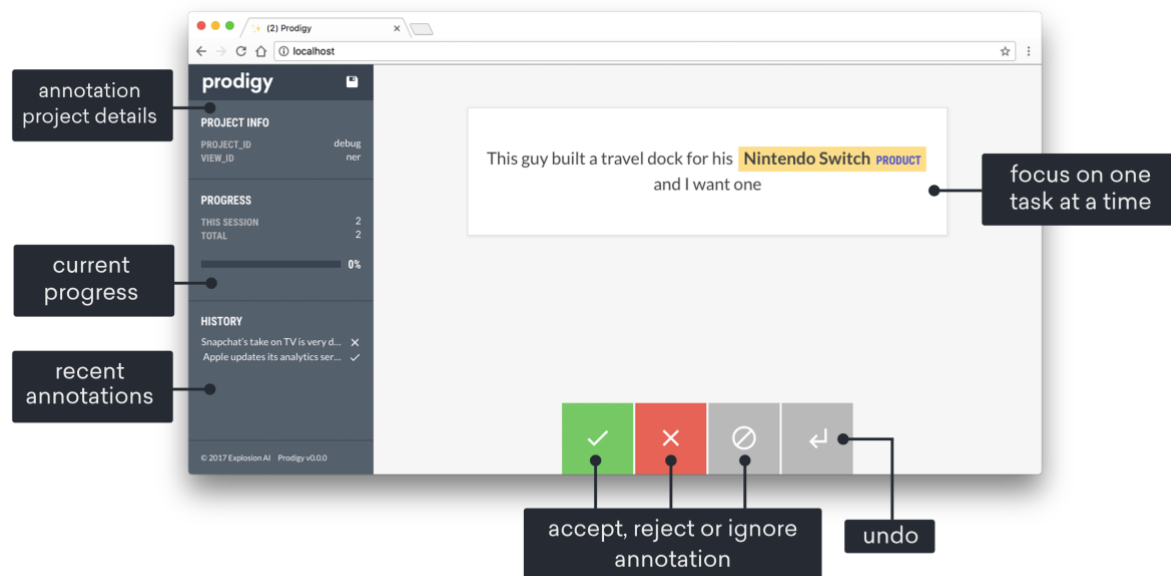 (2) Prodigy
localhost
prodigy
PROJECT INFO
PROJECT_ID debug
VIEW_ID ner
PROGRESS
THIS SESSION 2
TOTAL 2
0%
HISTORY
Snapchat's take on TV is very d...
Apple updates its analytics ser...
© 2017 Explosion AI Prodigy v0.0.0
This guy built a travel dock for his Nintendo Switch PRODUCT
and I want one
annotation
project details
current
progress
recent
annotations
focus on one
task at a time
accept, reject or ignore
annotation
undo